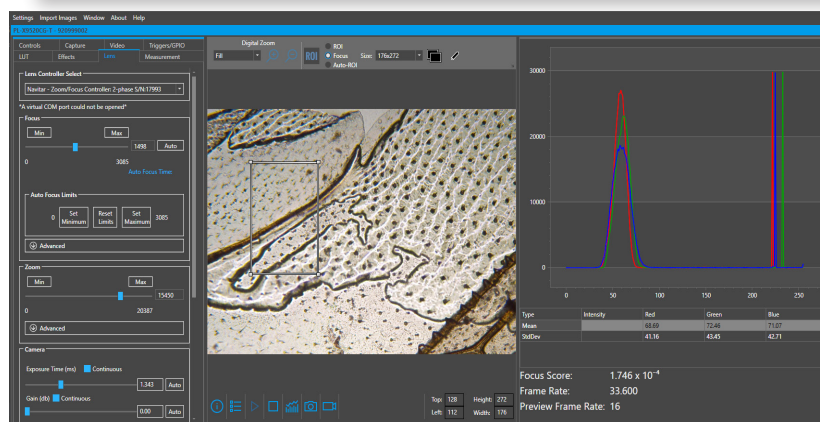 Settings Import Images Window About Help
PL-X9520CG-T - 920999002
Controls Capture Video Triggers/GPIO
LUT Effects Lens Measurement
Lens Controller Select
Navitar - Zoom/Focus Controller: 2-phase S/N:17993
*A virtual COM port could not be opened*
Focus
Min Max
1498 Auto
0 3085
Auto Focus Time
Auto Focus Limits
0 Set Minimum Reset Limits Set Maximum 3085
Advanced
Zoom
Min Max
15450
0 20387
Advanced
Camera
Exposure Time (ms) Continuous
1.343 Auto
Gain (db) Continuous
0.00 Auto
Digital Zoom
Fill
ROI
ROI
Focus
Auto-ROI
Size: 176x272
Top: 128 Height: 272
Left: 112 Width: 176
30000
20000
10000
0
0 50 100 150 200 250
Type Intensity Red Green Blue
Mean 68.69 72.46 71.07
StdDev 41.16 43.45 42.71
Focus Score: 1.746 x 10⁻⁴
Frame Rate: 33.600
Preview Frame Rate: 16